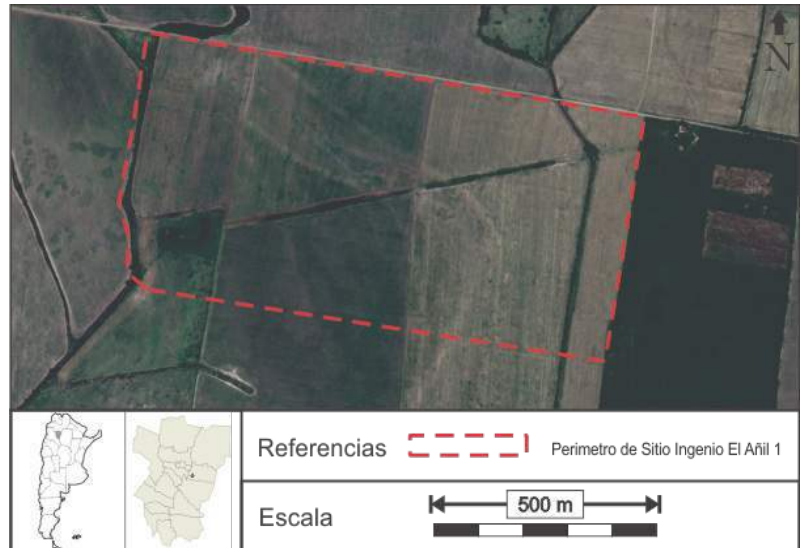 N
Referencias
Perimetro de Sitio Ingenio El Añil 1
Escala
500 m